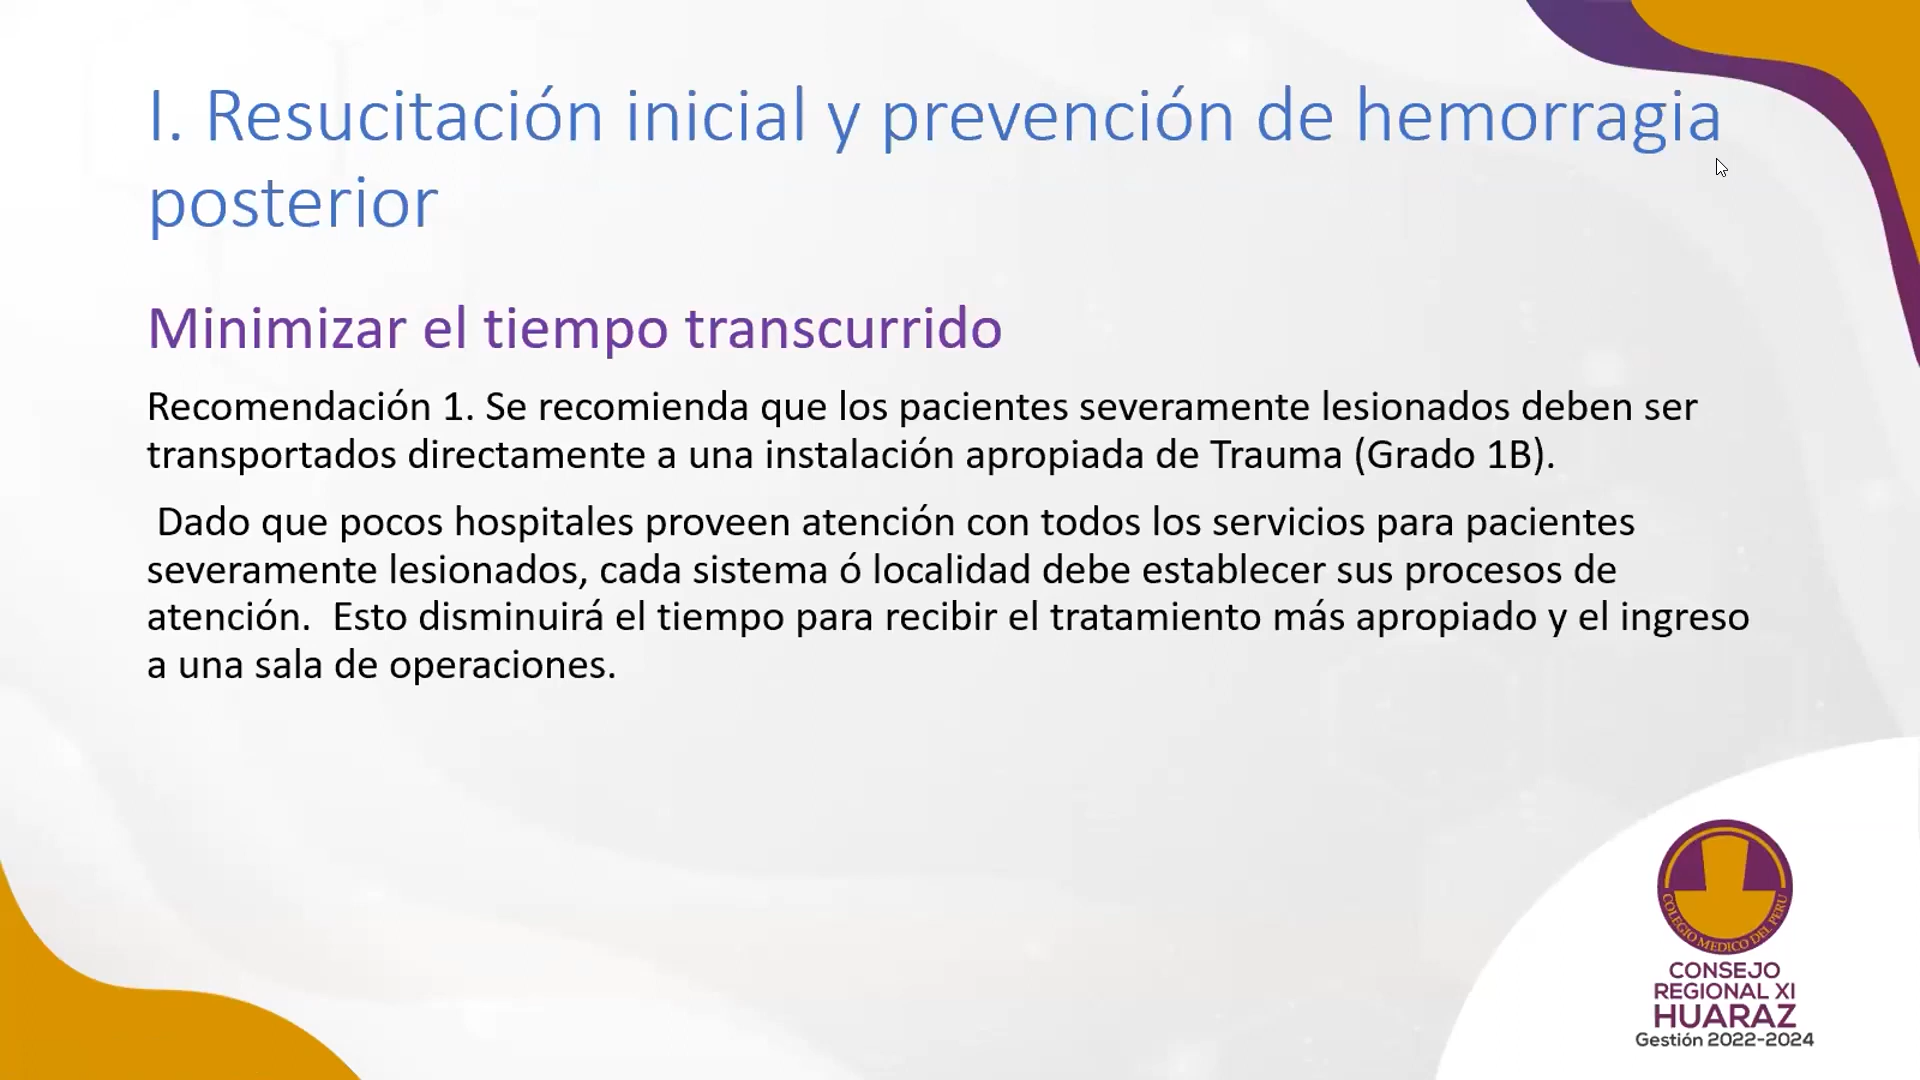 I. Resucitación inicial y prevención de hemorragia
posterior
Minimizar el tiempo transcurrido
Recomendación 1. Se recomienda que los pacientes severamente lesionados deben ser
transportados directamente a una instalación apropiada de Trauma (Grado 1B).
Dado que pocos hospitales proveen atención con todos los servicios para pacientes
severamente lesionados, cada sistema ó localidad debe establecer sus procesos de
atención.  Esto disminuirá el tiempo para recibir el tratamiento más apropiado y el ingreso
a una sala de operaciones.
COLEGIO MEDICO DEL PERU
CONSEJO
REGIONAL XI
HUARAZ
Gestión 2022-2024